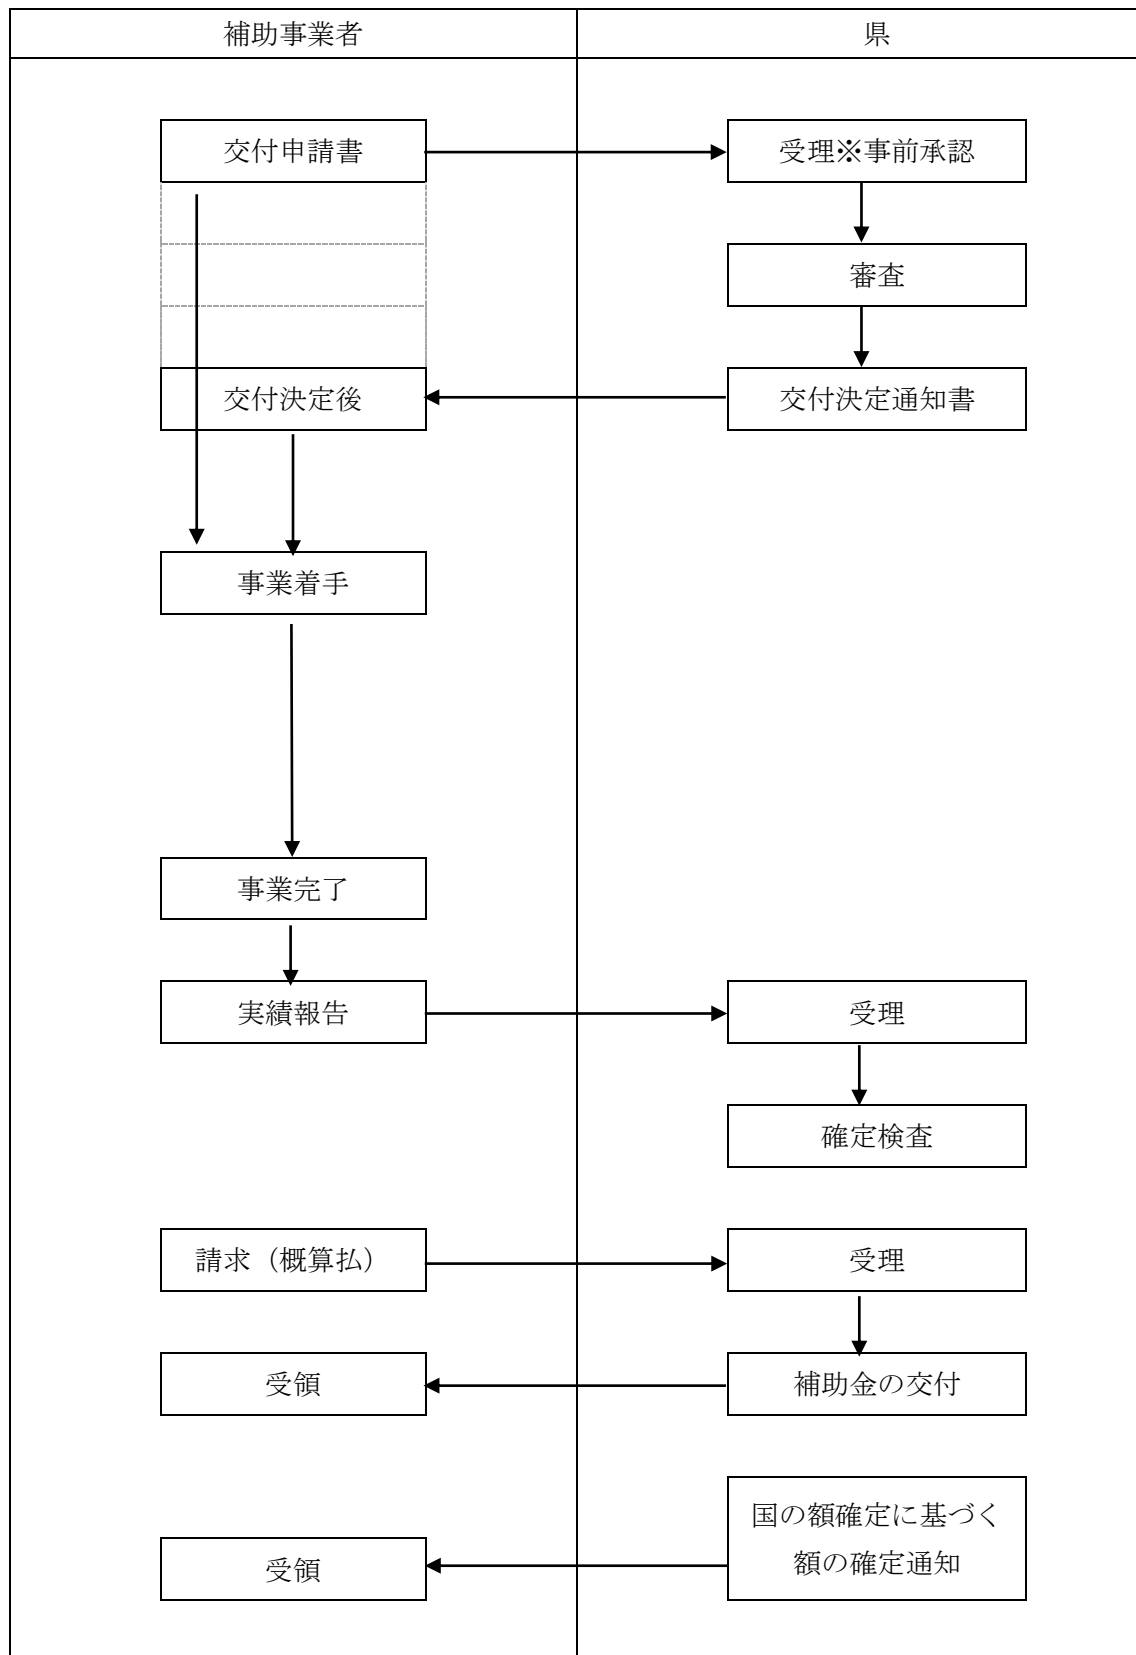 補助事業者
県
交付申請書
受理※事前承認
審査
交付決定後
交付決定通知書
事業着手
事業完了
実績報告
受理
確定検査
請求（概算払）
受理
受領
補助金の交付
国の額確定に基づく
額の確定通知
受領